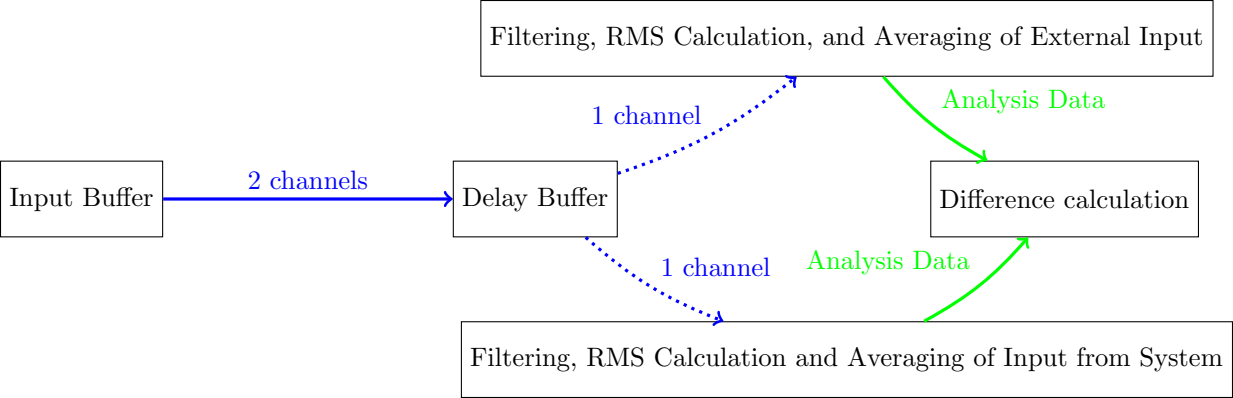 Filtering, RMS Calculation, and Averaging of External Input
1 channel
Analysis Data
Input Buffer
2 channels
Delay Buffer
Difference calculation
1 channel
Analysis Data
Filtering, RMS Calculation and Averaging of Input from System